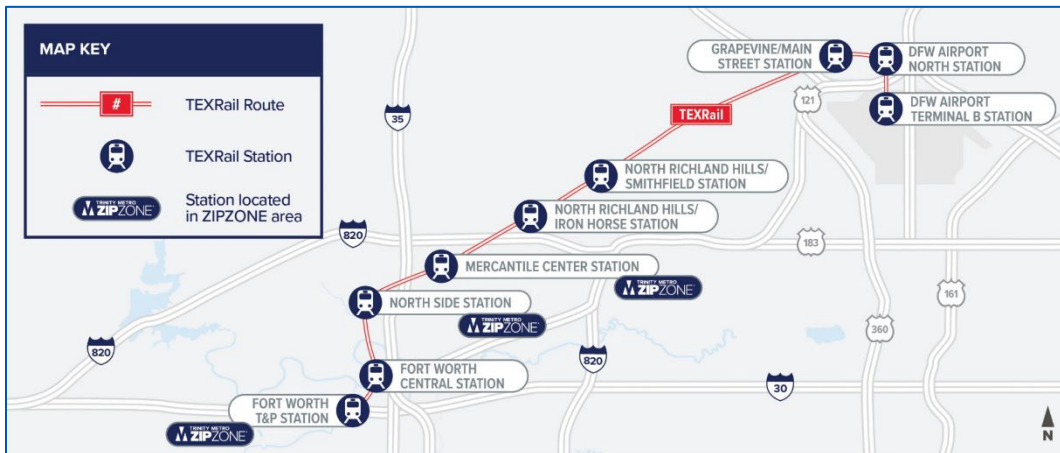 MAP KEY
#
TEXRail Route
TEXRail Station
TRINITY METRO
ZIPZONE
Station located
in ZIPZONE area
GRAPEVINE/MAIN
STREET STATION
DFW AIRPORT
NORTH STATION
DFW AIRPORT
TERMINAL B STATION
121
35
TEXRail
NORTH RICHLAND HILLS/
SMITHFIELD STATION
NORTH RICHLAND HILLS/
IRON HORSE STATION
820
183
MERCANTILE CENTER STATION
TRINITY METRO
ZIPZONE
161
NORTH SIDE STATION
TRINITY METRO
ZIPZONE
360
820
820
FORT WORTH
CENTRAL STATION
30
FORT WORTH
T&P STATION
TRINITY METRO
ZIPZONE
N